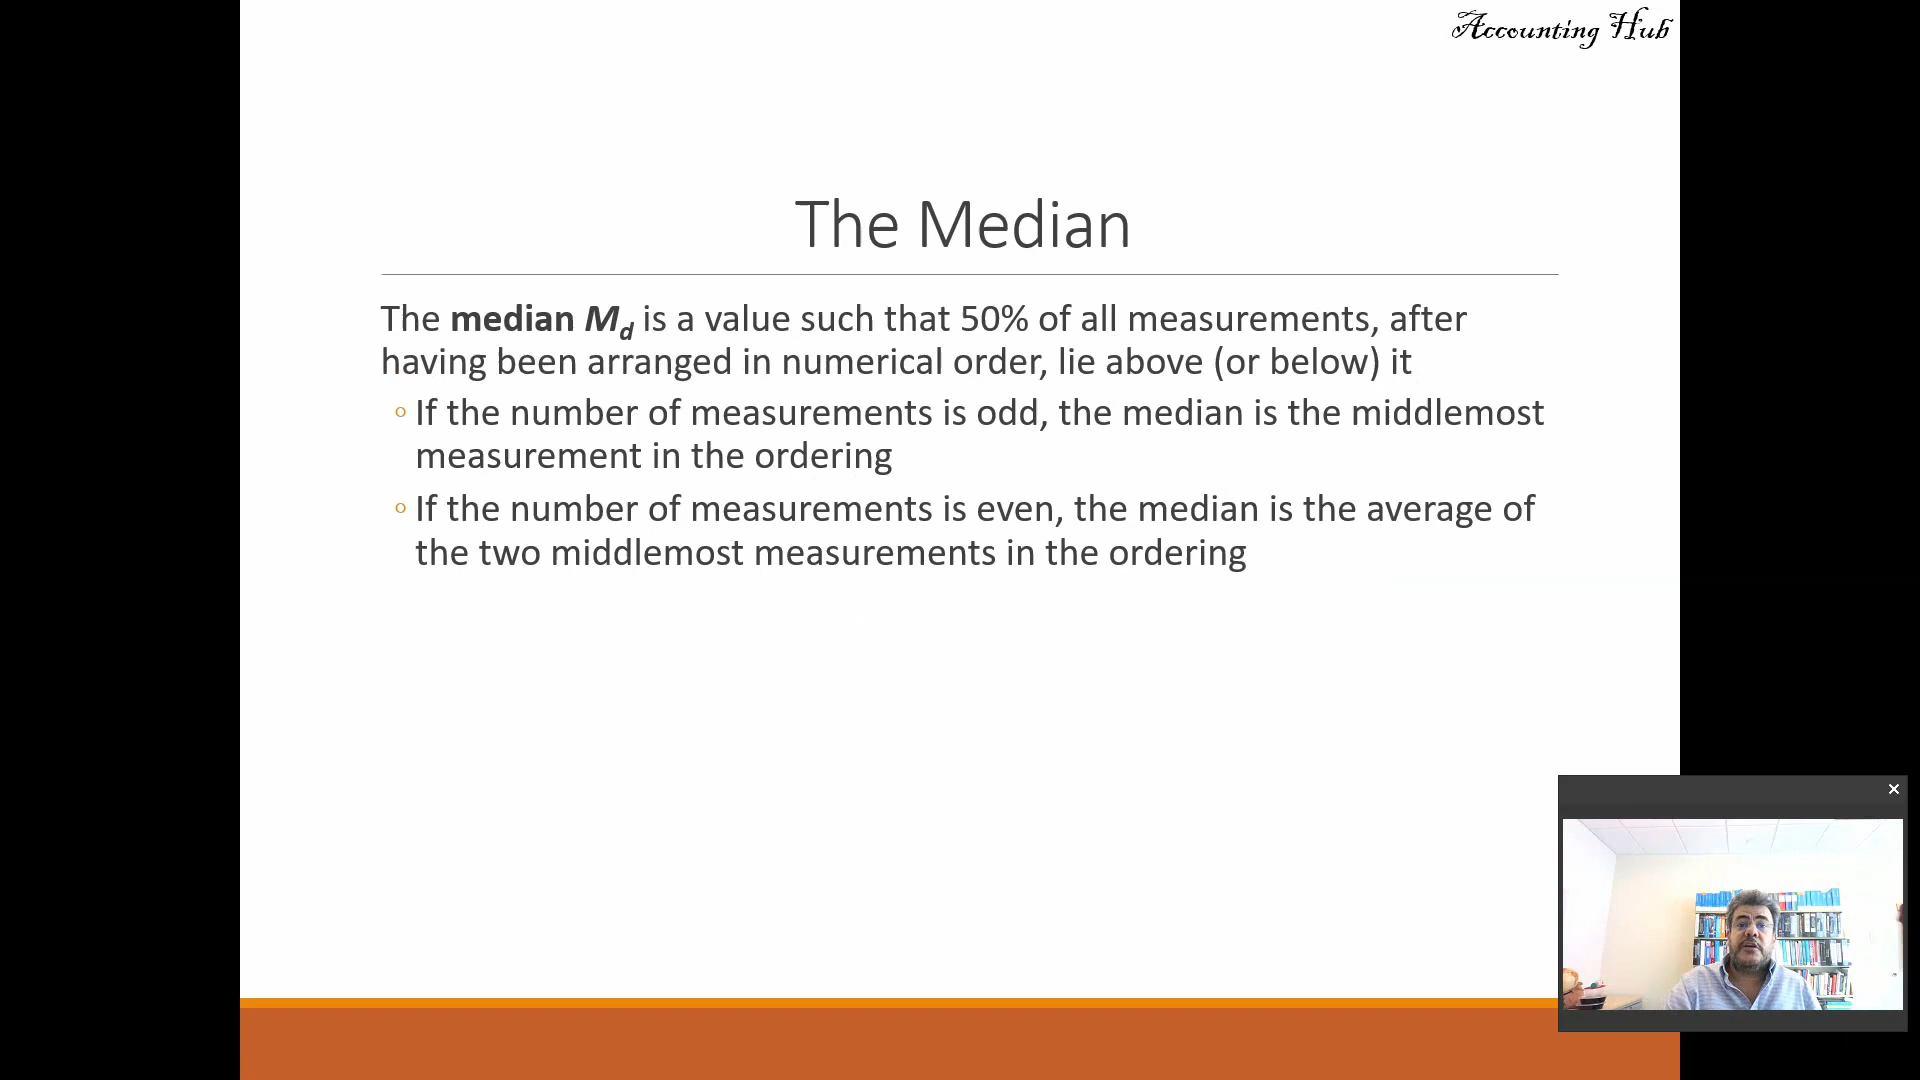 Accounting Hub
The Median
The median Md is a value such that 50% of all measurements, after
having been arranged in numerical order, lie above (or below) it
If the number of measurements is odd, the median is the middlemost
measurement in the ordering
If the number of measurements is even, the median is the average of
the two middlemost measurements in the ordering